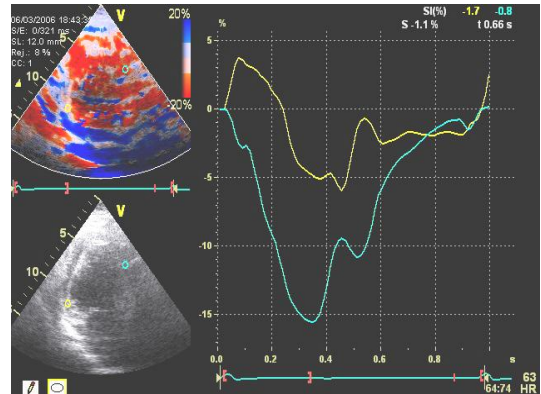 06/03/2006 18:43:35
S/E: 0/321 ms
SL: 12.0 mm
Rej.: 8 %
CC: 1
V
20%
10
-20%
V
5
10
%
SI(%) -1.7 -0.8
S -1.1 % t 0.66 s
5
0
-5
-10
-15
0.0 0.2 0.4 0.6 0.8 s
63
64:74 HR